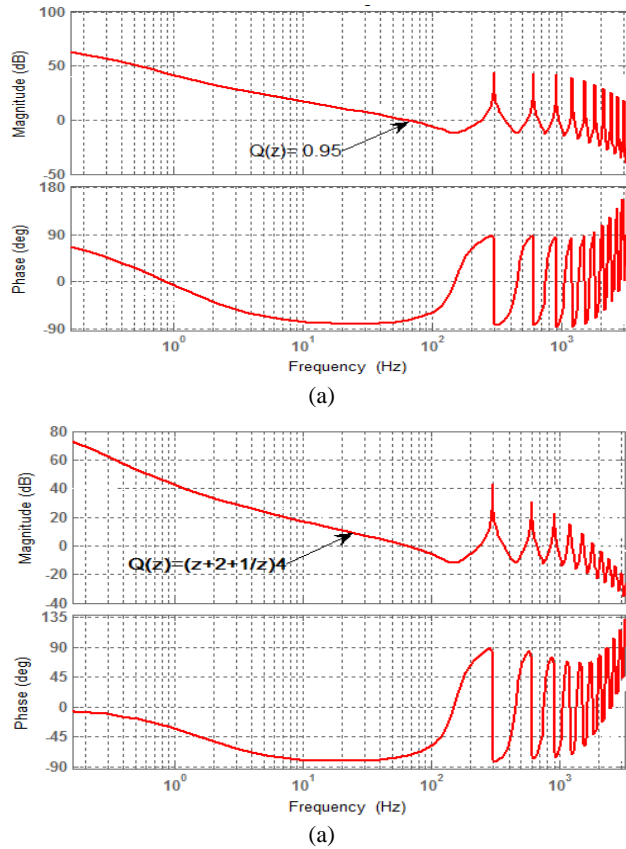 100
50
0
-50
Magnitude (dB)
Q(z)= 0.95
180
90
0
-90
Phase (deg)
10^0 10^1 10^2 10^3
Frequency (Hz)
(a)
80
60
40
20
0
-20
-40
Magnitude (dB)
Q(z)=(z+2+1/z)4
135
90
45
0
-45
-90
Phase (deg)
10^0 10^1 10^2 10^3
Frequency (Hz)
(a)